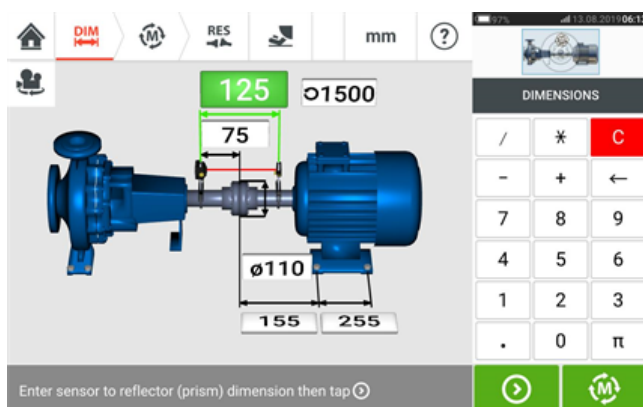 97% 13.08.2019 06:13
DIM M RES mm ?
DIMENSIONS
125 1500
75
ø110
155 255
/ * C
- + ←
7 8 9
4 5 6
1 2 3
. 0 π
Enter sensor to reflector (prism) dimension then tap
M